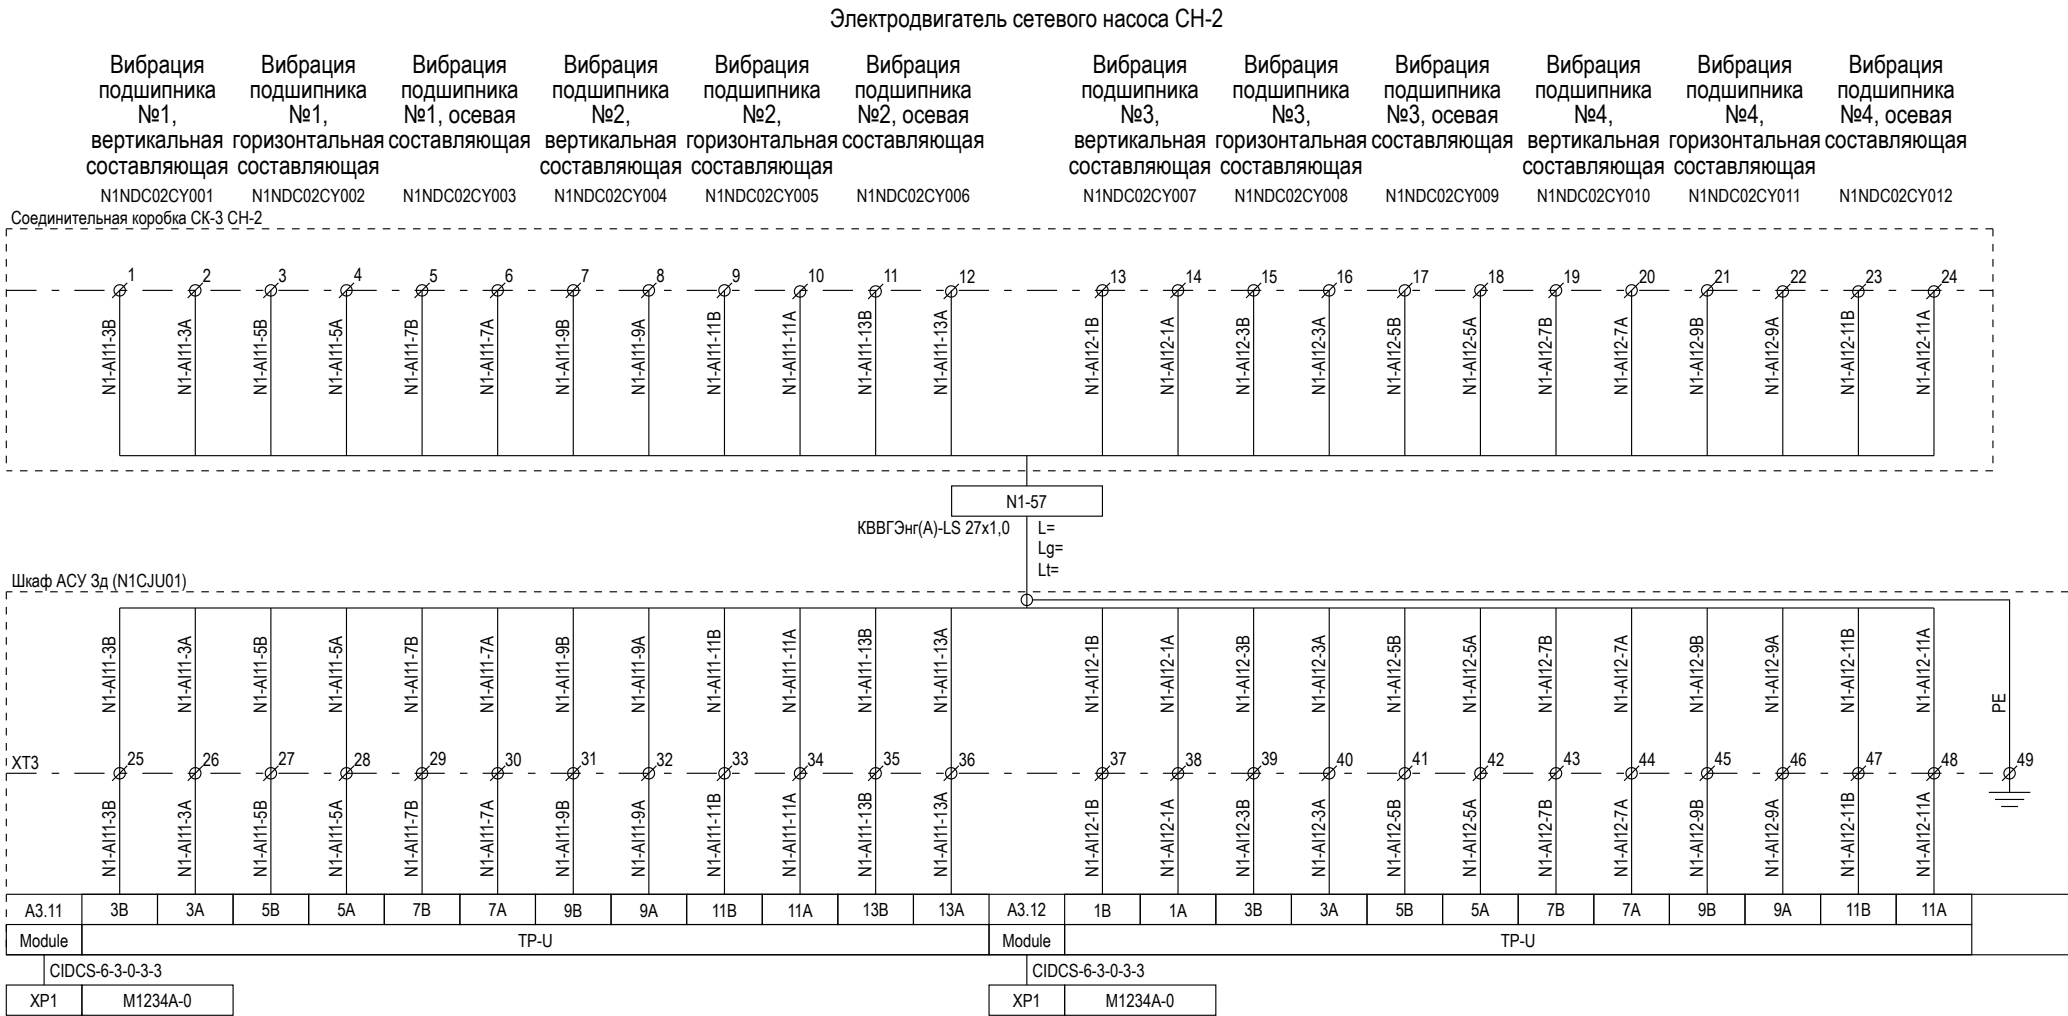 Электродвигатель сетевого насоса СН-2
Вибрация подшипника №1, вертикальная составляющая
Вибрация подшипника №1, горизонтальная составляющая
Вибрация подшипника №1, осевая составляющая
Вибрация подшипника №2, вертикальная составляющая
Вибрация подшипника №2, горизонтальная составляющая
Вибрация подшипника №2, осевая составляющая
Вибрация подшипника №3, вертикальная составляющая
Вибрация подшипника №3, горизонтальная составляющая
Вибрация подшипника №3, осевая составляющая
Вибрация подшипника №4, вертикальная составляющая
Вибрация подшипника №4, горизонтальная составляющая
Вибрация подшипника №4, осевая составляющая
N1NDC02CY001 N1NDC02CY002 N1NDC02CY003 N1NDC02CY004 N1NDC02CY005 N1NDC02CY006 N1NDC02CY007 N1NDC02CY008 N1NDC02CY009 N1NDC02CY010 N1NDC02CY011 N1NDC02CY012
Соединительная коробка СК-3 СН-2
1 2 3 4 5 6 7 8 9 10 11 12 13 14 15 16 17 18 19 20 21 22 23 24
N1-AI11-3B N1-AI11-3A N1-AI11-5B N1-AI11-5A N1-AI11-7B N1-AI11-7A N1-AI11-9B N1-AI11-9A N1-AI11-11B N1-AI11-11A N1-AI11-13B N1-AI11-13A N1-AI12-1B N1-AI12-1A N1-AI12-3B N1-AI12-3A N1-AI12-5B N1-AI12-5A N1-AI12-7B N1-AI12-7A N1-AI12-9B N1-AI12-9A N1-AI12-11B N1-AI12-11A
N1-57
КВВГЭнг(А)-LS 27x1,0 L=
Lg=
Lt=
Шкаф АСУ 3д (N1CJU01)
N1-AI11-3B N1-AI11-3A N1-AI11-5B N1-AI11-5A N1-AI11-7B N1-AI11-7A N1-AI11-9B N1-AI11-9A N1-AI11-11B N1-AI11-11A N1-AI11-13B N1-AI11-13A N1-AI12-1B N1-AI12-1A N1-AI12-3B N1-AI12-3A N1-AI12-5B N1-AI12-5A N1-AI12-7B N1-AI12-7A N1-AI12-9B N1-AI12-9A N1-AI12-11B N1-AI12-11A PE
XT3 25 26 27 28 29 30 31 32 33 34 35 36 37 38 39 40 41 42 43 44 45 46 47 48 49
N1-AI11-3B N1-AI11-3A N1-AI11-5B N1-AI11-5A N1-AI11-7B N1-AI11-7A N1-AI11-9B N1-AI11-9A N1-AI11-11B N1-AI11-11A N1-AI11-13B N1-AI11-13A N1-AI12-1B N1-AI12-1A N1-AI12-3B N1-AI12-3A N1-AI12-5B N1-AI12-5A N1-AI12-7B N1-AI12-7A N1-AI12-9B N1-AI12-9A N1-AI12-11B N1-AI12-11A
A3.11 3B 3A 5B 5A 7B 7A 9B 9A 11B 11A 13B 13A A3.12 1B 1A 3B 3A 5B 5A 7B 7A 9B 9A 11B 11A
Module TP-U Module TP-U
CIDCS-6-3-0-3-3 CIDCS-6-3-0-3-3
XP1 M1234A-0 XP1 M1234A-0